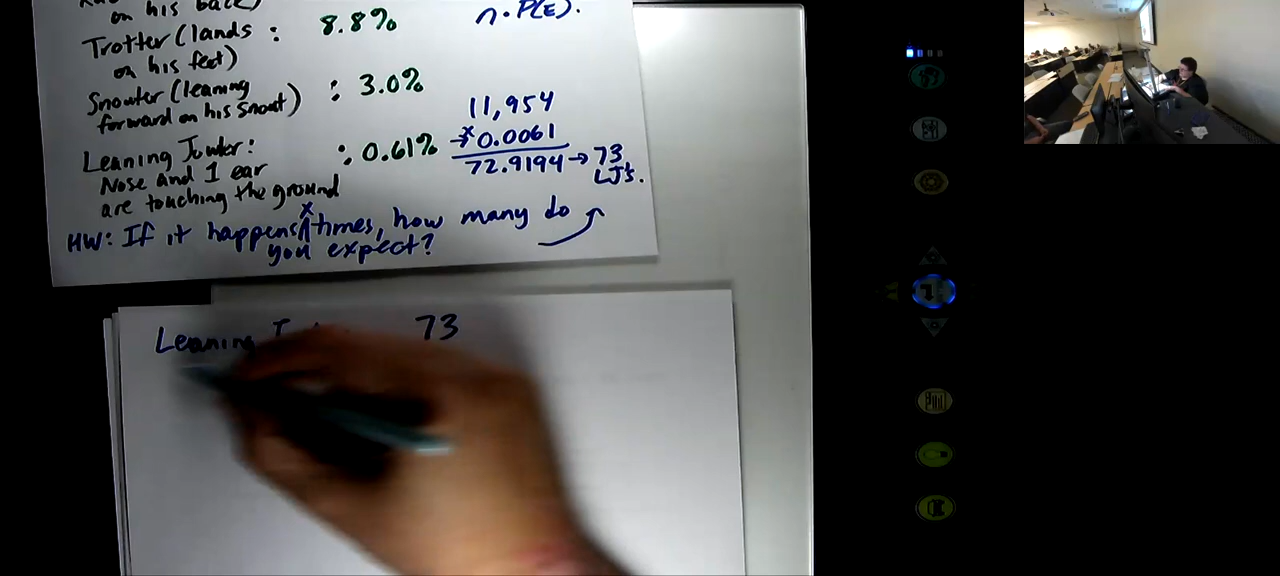 on his back)
n.P(E).
Trotter (lands : 8.8%
on his feet)
Snouter (leaning : 3.0%
forward on his snout)
11,954
x 0.0061
72.9194 → 73
LJ's.
Leaning Jowler: : 0.61%
Nose and 1 ear
are touching the ground
HW: If it happens x times, how many do
you expect?
Leaning J 73